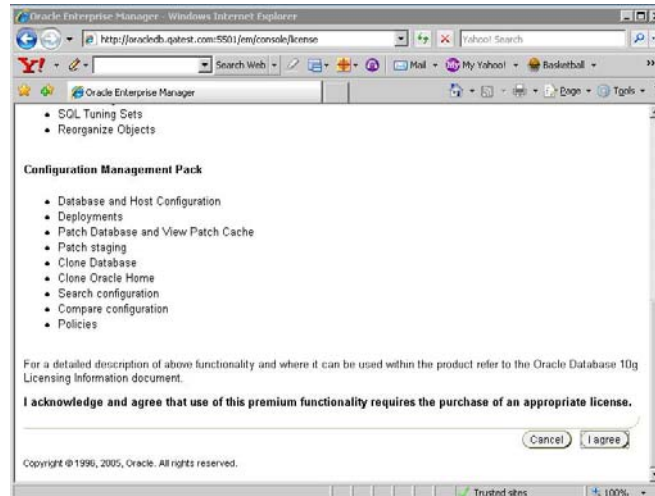 Oracle Enterprise Manager - Windows Internet Explorer
http://oracledb.qatest.com:5501/em/console/license
Yahoo! Search
Y! Search Web Mail My Yahoo! Basketball
Oracle Enterprise Manager Page Tools
• SQL Tuning Sets
• Reorganize Objects
Configuration Management Pack
• Database and Host Configuration
• Deployments
• Patch Database and View Patch Cache
• Patch staging
• Clone Database
• Clone Oracle Home
• Search configuration
• Compare configuration
• Policies
For a detailed description of above functionality and where it can be used within the product refer to the Oracle Database 10g
Licensing Information document.
I acknowledge and agree that use of this premium functionality requires the purchase of an appropriate license.
Cancel I agree
Copyright © 1996, 2005, Oracle. All rights reserved.
Trusted sites 100%